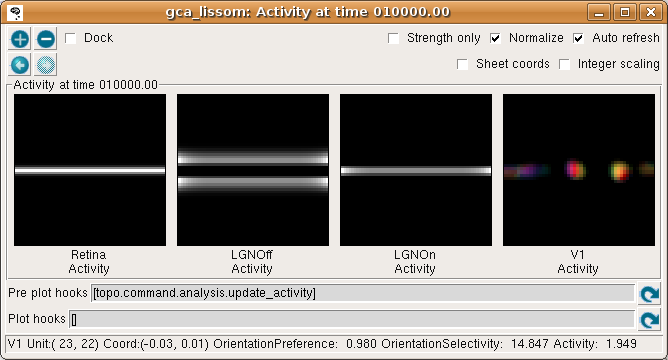 gca_lissom: Activity at time 010000.00
Dock Strength only Normalize Auto refresh
Sheet coords Integer scaling
Activity at time 010000.00
Retina LGNOff LGNOn V1
Activity Activity Activity Activity
Pre plot hooks [topo.command.analysis.update_activity]
Plot hooks []
V1 Unit:( 23, 22) Coord:(-0.03, 0.01) OrientationPreference: 0.980 OrientationSelectivity: 14.847 Activity: 1.949